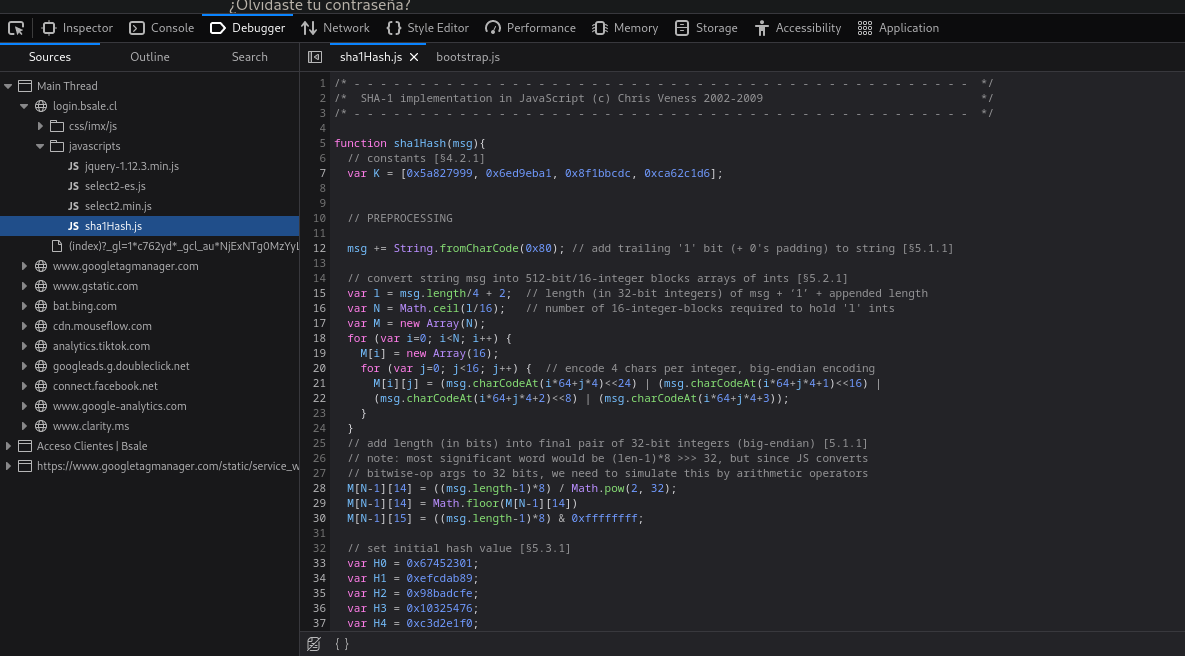 ¿Olvidaste tu contraseña?
Inspector Console Debugger Network Style Editor Performance Memory Storage Accessibility Application
Sources Outline Search
Main Thread
login.bsale.cl
css/imx/js
javascripts
JS jquery-1.12.3.min.js
JS select2-es.js
JS select2.min.js
JS sha1Hash.js
(index)?_gl=1*c762yd*_gcl_au*NjExNTg0MzYyL
www.googletagmanager.com
www.gstatic.com
bat.bing.com
cdn.mouseflow.com
analytics.tiktok.com
googleads.g.doubleclick.net
connect.facebook.net
www.google-analytics.com
www.clarity.ms
Acceso Clientes | Bsale
https://www.googletagmanager.com/static/service_w
sha1Hash.js bootstrap.js
1 /* - - - - - - - - - - - - - - - - - - - - - - - - - - - - - - - - - - - - - - - - - - - - - - - */
2 /*  SHA-1 implementation in JavaScript (c) Chris Veness 2002-2009 */
3 /* - - - - - - - - - - - - - - - - - - - - - - - - - - - - - - - - - - - - - - - - - - - - - - - */
4
5 function sha1Hash(msg){
6   // constants [§4.2.1]
7   var K = [0x5a827999, 0x6ed9eba1, 0x8f1bbcdc, 0xca62c1d6];
8
9
10   // PREPROCESSING
11
12   msg += String.fromCharCode(0x80); // add trailing '1' bit (+ 0's padding) to string [§5.1.1]
13
14   // convert string msg into 512-bit/16-integer blocks arrays of ints [§5.2.1]
15   var l = msg.length/4 + 2;  // length (in 32-bit integers) of msg + ‘1’ + appended length
16   var N = Math.ceil(l/16);   // number of 16-integer-blocks required to hold 'l' ints
17   var M = new Array(N);
18   for (var i=0; i<N; i++) {
19     M[i] = new Array(16);
20     for (var j=0; j<16; j++) {  // encode 4 chars per integer, big-endian encoding
21       M[i][j] = (msg.charCodeAt(i*64+j*4)<<24) | (msg.charCodeAt(i*64+j*4+1)<<16) |
22       (msg.charCodeAt(i*64+j*4+2)<<8) | (msg.charCodeAt(i*64+j*4+3));
23     }
24   }
25   // add length (in bits) into final pair of 32-bit integers (big-endian) [5.1.1]
26   // note: most significant word would be (len-1)*8 >>> 32, but since JS converts
27   // bitwise-op args to 32 bits, we need to simulate this by arithmetic operators
28   M[N-1][14] = ((msg.length-1)*8) / Math.pow(2, 32);
29   M[N-1][14] = Math.floor(M[N-1][14])
30   M[N-1][15] = ((msg.length-1)*8) & 0xffffffff;
31
32   // set initial hash value [§5.3.1]
33   var H0 = 0x67452301;
34   var H1 = 0xefcdab89;
35   var H2 = 0x98badcfe;
36   var H3 = 0x10325476;
37   var H4 = 0xc3d2e1f0;
{ }